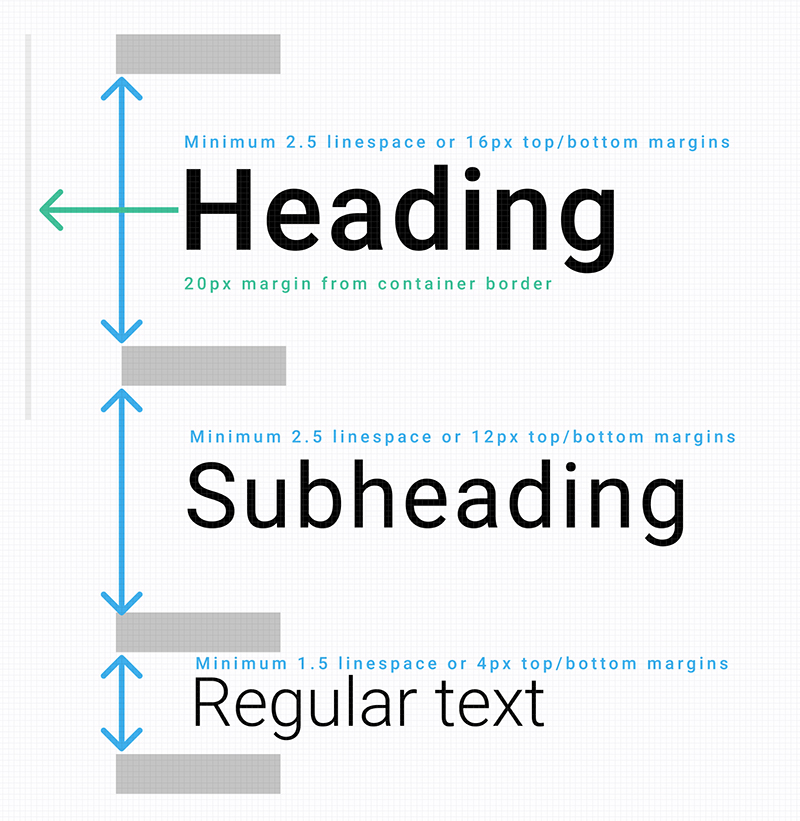 Minimum 2.5 linespace or 16px top/bottom margins
Heading
20px margin from container border
Minimum 2.5 linespace or 12px top/bottom margins
Subheading
Minimum 1.5 linespace or 4px top/bottom margins
Regular text